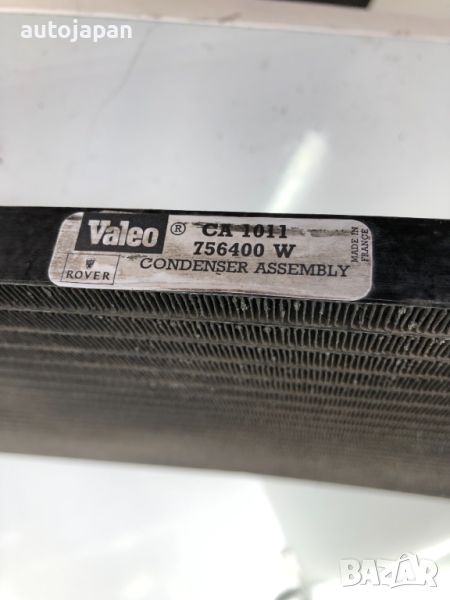 autojapan
Valeo ® CA 1011
756400 W
ROVER CONDENSER ASSEMBLY
MADE IN
FRANCE
BAZAR